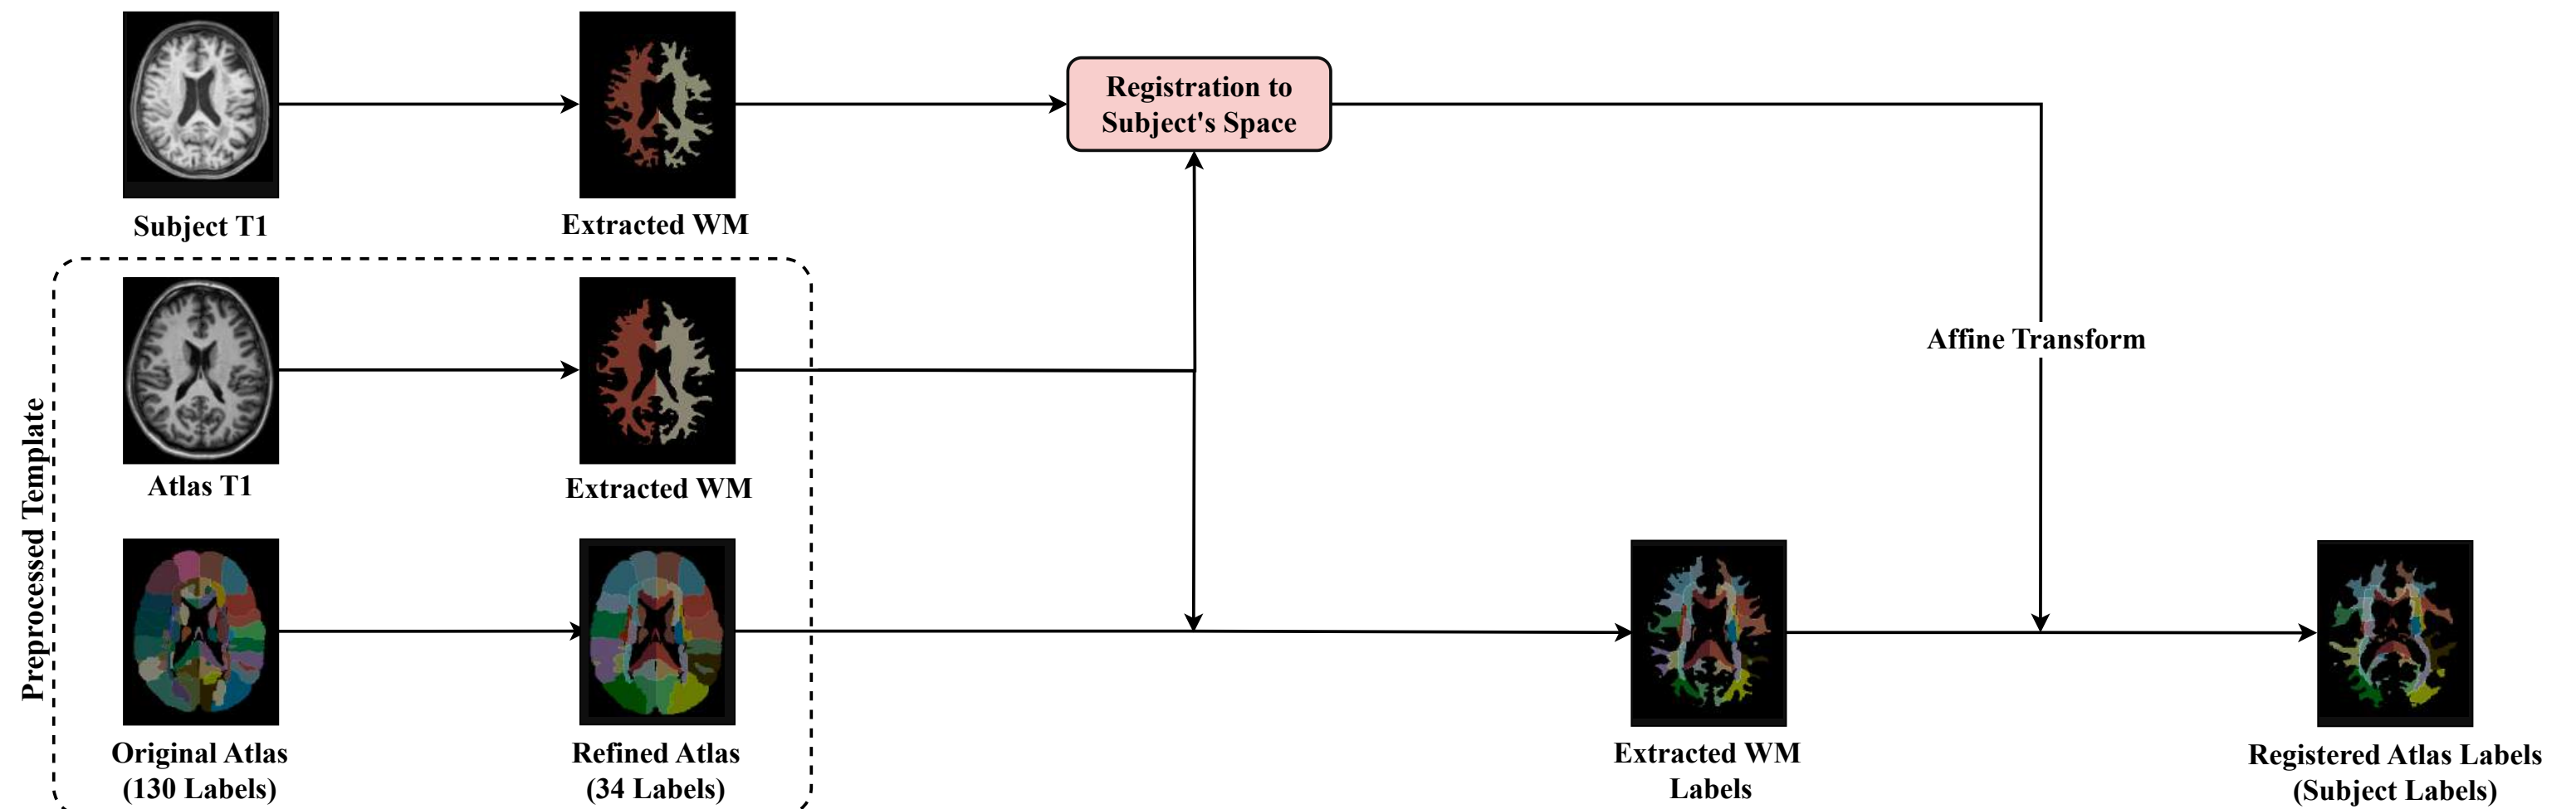 Registration to
Subject's Space
Subject T1
Extracted WM
Affine Transform
Preprocessed Template
Atlas T1
Extracted WM
Original Atlas
(130 Labels)
Refined Atlas
(34 Labels)
Extracted WM
Labels
Registered Atlas Labels
(Subject Labels)